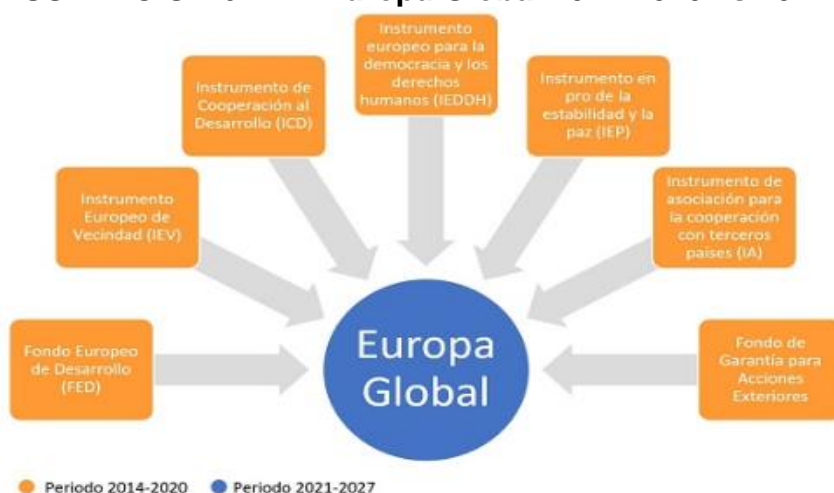 Europa Global
Instrumento
europeo para la
democracia y los
derechos
humanos (IEDDH)
Instrumento de
Cooperación al
Desarrollo (ICD)
Instrumento en
pro de la
estabilidad y la
paz (IEP)
Instrumento
Europeo de
Vecindad (IEV)
Instrumento de
asociación para
la cooperación
con terceros
países (IA)
Fondo Europeo
de Desarrollo
(FED)
Europa
Global
Fondo de
Garantía para
Acciones
Exteriores
Periodo 2014-2020
Periodo 2021-2027